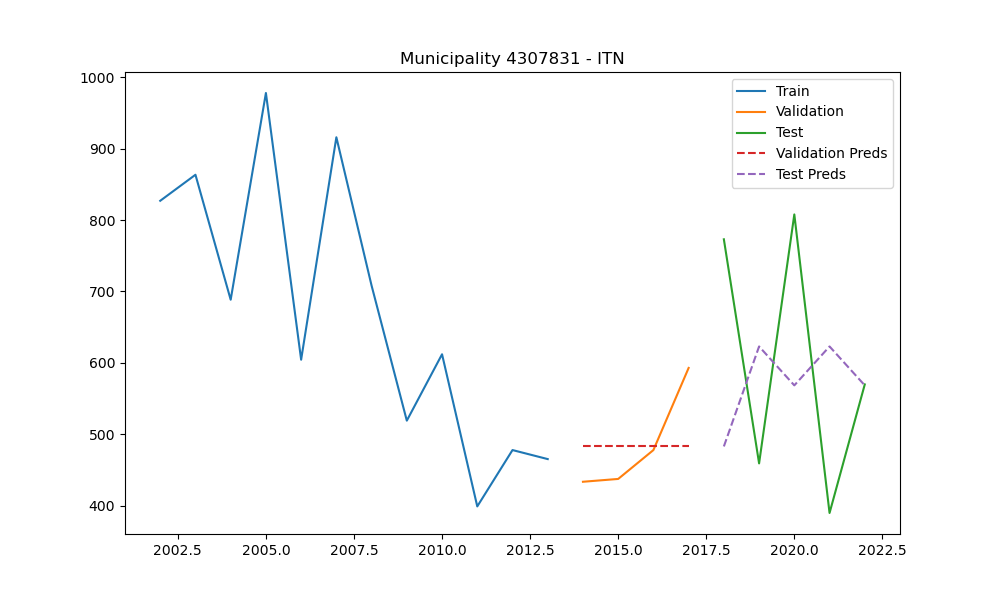 Municipality 4307831 - ITN
1000
900
800
700
600
500
400
2002.5
2005.0
2007.5
2010.0
2012.5
2015.0
2017.5
2020.0
2022.5
Train
Validation
Test
Validation Preds
Test Preds